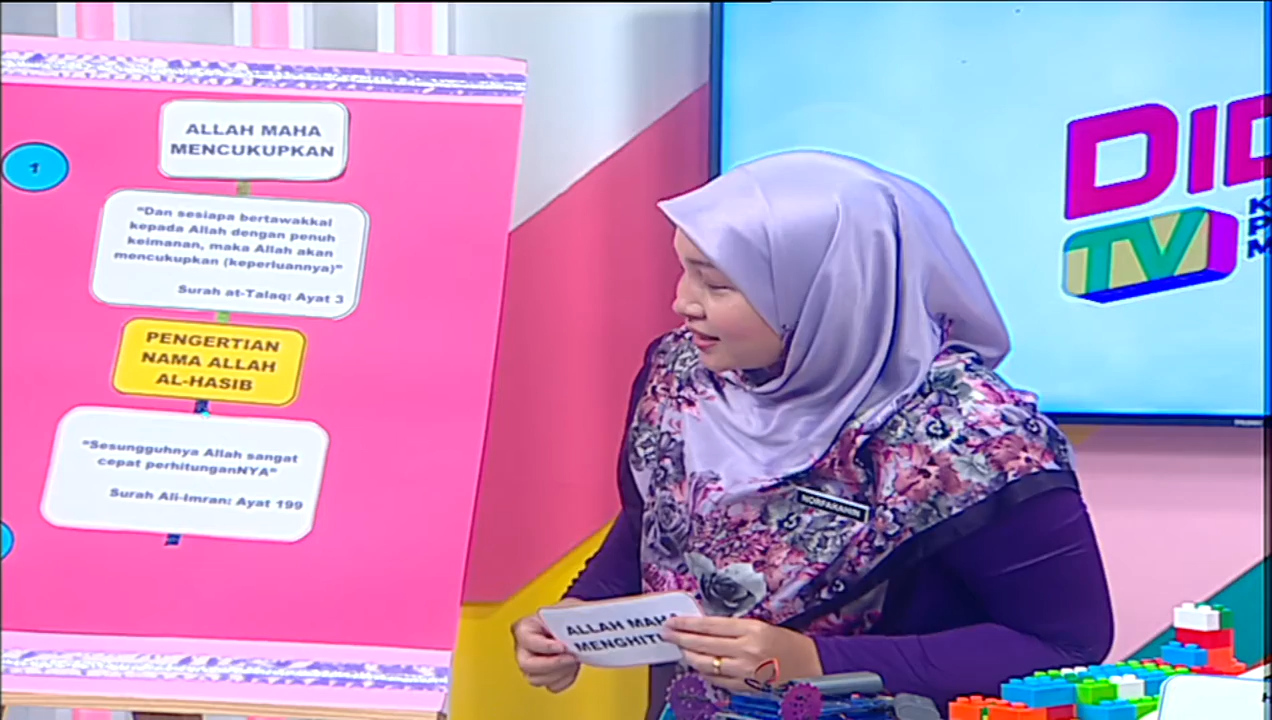 ALLAH MAHA
MENCUKUPKAN
1
"Dan sesiapa bertawakkal
kepada Allah dengan penuh
keimanan, maka Allah akan
mencukupkan (keperluannya)"
Surah at-Talaq: Ayat 3
PENGERTIAN
NAMA ALLAH
AL-HASIB
"Sesungguhnya Allah sangat
cepat perhitunganNYA"
Surah Ali-Imran: Ayat 199
ALLAH MAHA
NORFARAHIN
TV
KPM